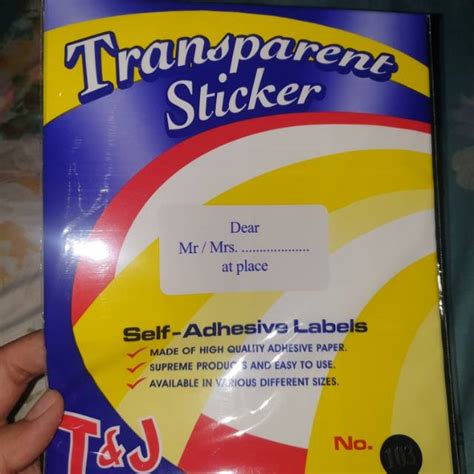 Transparent
Sticker
Dear
Mr / Mrs. ...................
at place
Self-Adhesive Labels
MADE OF HIGH QUALITY ADHESIVE PAPER.
SUPREME PRODUCTS AND EASY TO USE.
AVAILABLE IN VARIOUS DIFFERENT SIZES.
T&J
No. 103